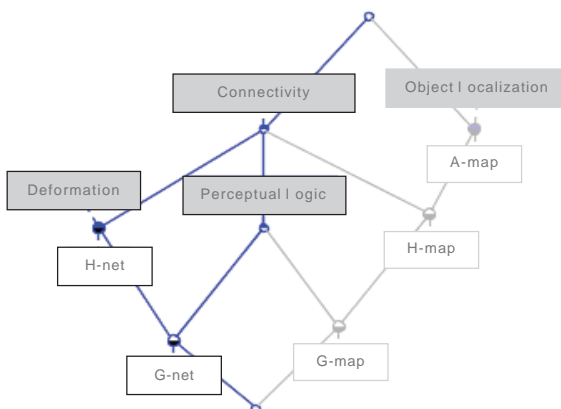 Connectivity
Object l ocalization
A-map
Deformation
Perceptual l ogic
H-net
H-map
G-net
G-map